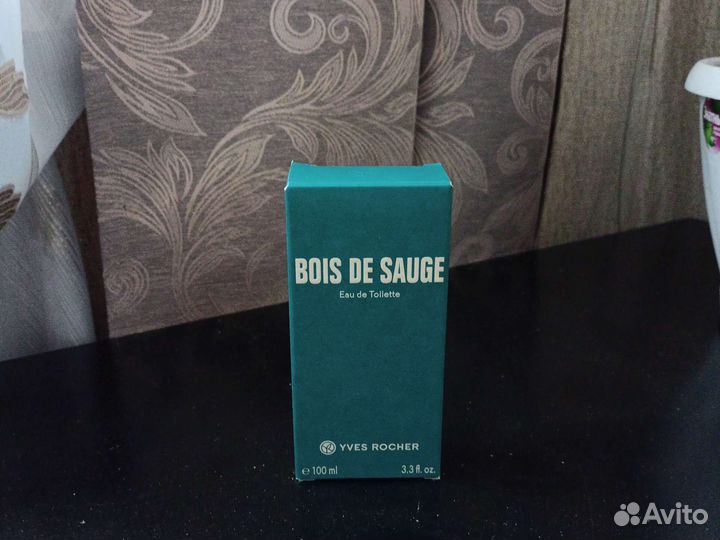 BOIS DE SAUGE
Eau de Toilette
YVES ROCHER
℮ 100 ml 3.3 fl. oz.
Avito